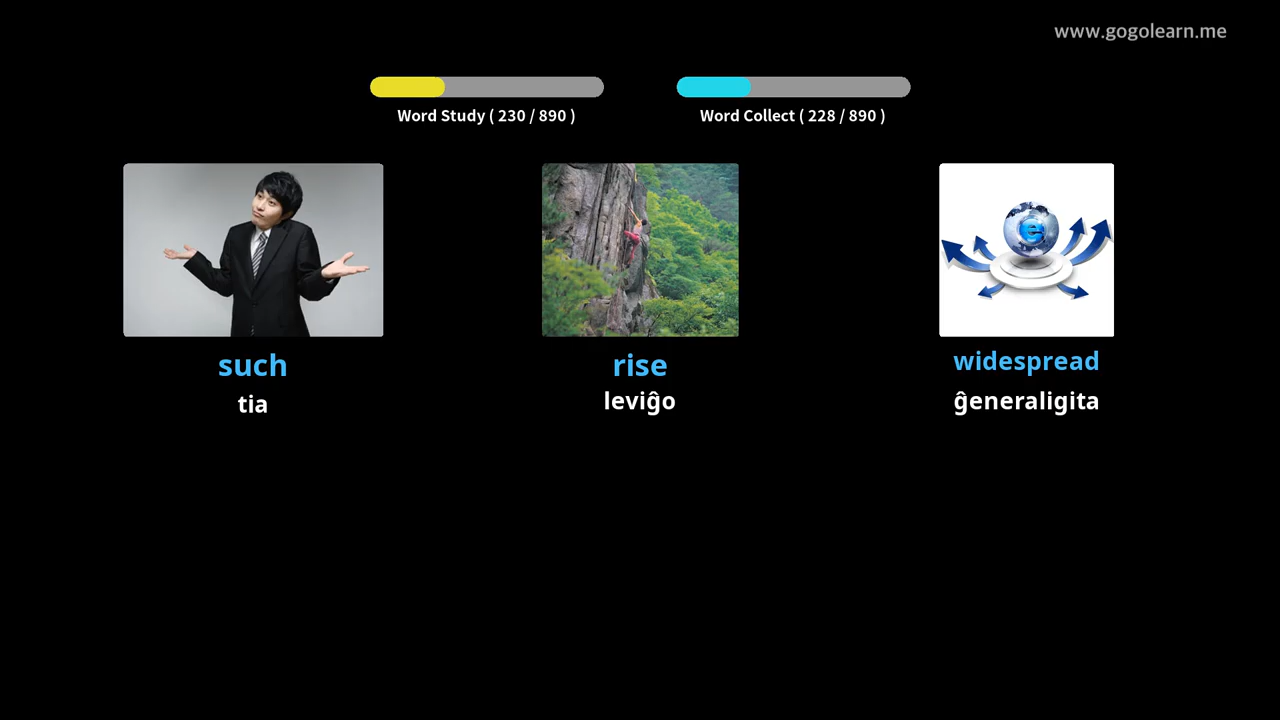 www.gogolearn.me
Word Study ( 230 / 890 )
Word Collect ( 228 / 890 )
such
rise
widespread
tia
leviĝo
ĝeneraligita